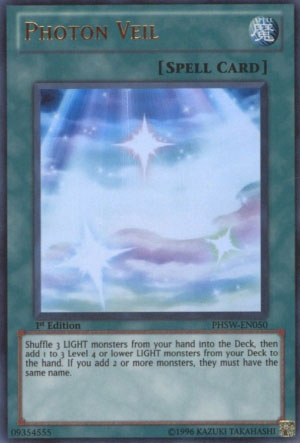 PHOTON VEIL
[SPELL CARD]
1st Edition
PHSW-EN050
Shuffle 3 LIGHT monsters from your hand into the Deck, then
add 1 to 3 Level 4 or lower LIGHT monsters from your Deck to
the hand. If you add 2 or more monsters, they must have the
same name.
09354555
©1996 KAZUKI TAKAHASHI